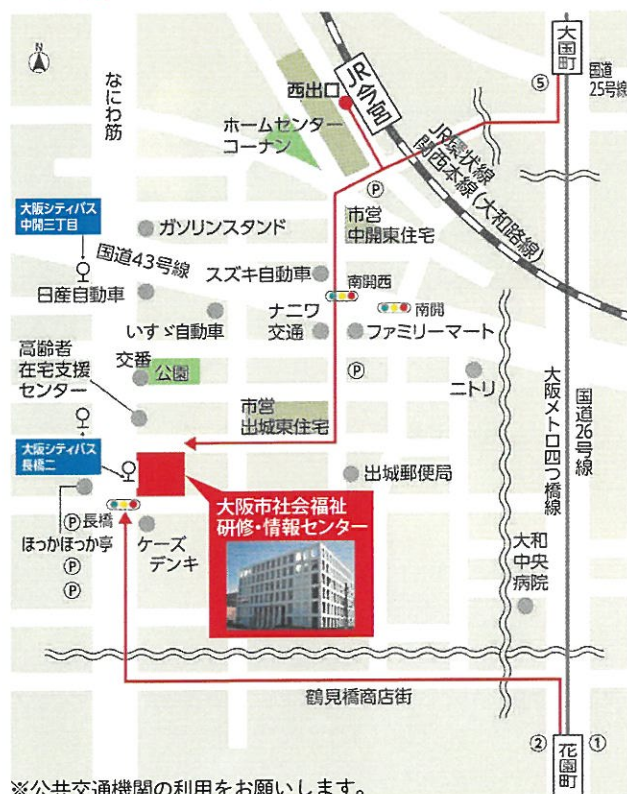 N
なにわ筋
大国町
⑤
国道
25号線
西出口
JR今宮
ホームセンター
コーナン
JR環状線
関西本線(大和路線)
Ⓟ
大阪シティバス
中開三丁目
ガソリンスタンド
市営
中開東住宅
国道43号線
スズキ自動車
南開西
日産自動車
いすゞ自動車
ナニワ
交通
南開
ファミリーマート
高齢者
在宅支援
センター
交番
公園
Ⓟ
ニトリ
市営
出城東住宅
大阪メトロ四つ橋線
国道26号線
大阪シティバス
長橋二
出城郵便局
大阪市社会福祉
研修・情報センター
Ⓟ長橋
ほっかほっか亭
Ⓟ
Ⓟ
ケーズ
デンキ
大和
中央
病院
鶴見橋商店街
②
花園町
①
※公共交通機関の利用をお願いします。